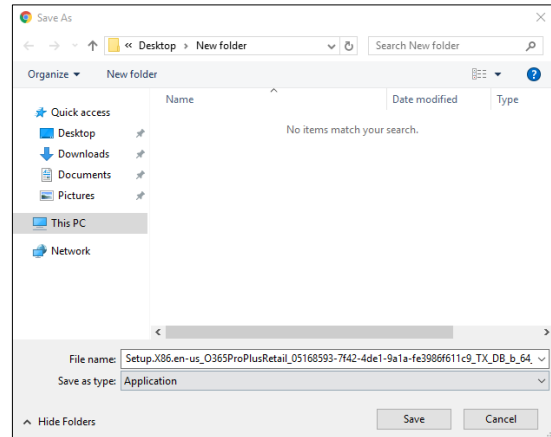 Save As
« Desktop › New folder
Search New folder
Organize
New folder
Name
Date modified
Type
Quick access
Desktop
Downloads
Documents
Pictures
This PC
Network
No items match your search.
File name: Setup.X86.en-us_O365ProPlusRetail_05168593-7f42-4de1-9a1a-fe3986f611c9_TX_DB_b_64_
Save as type: Application
Hide Folders
Save
Cancel